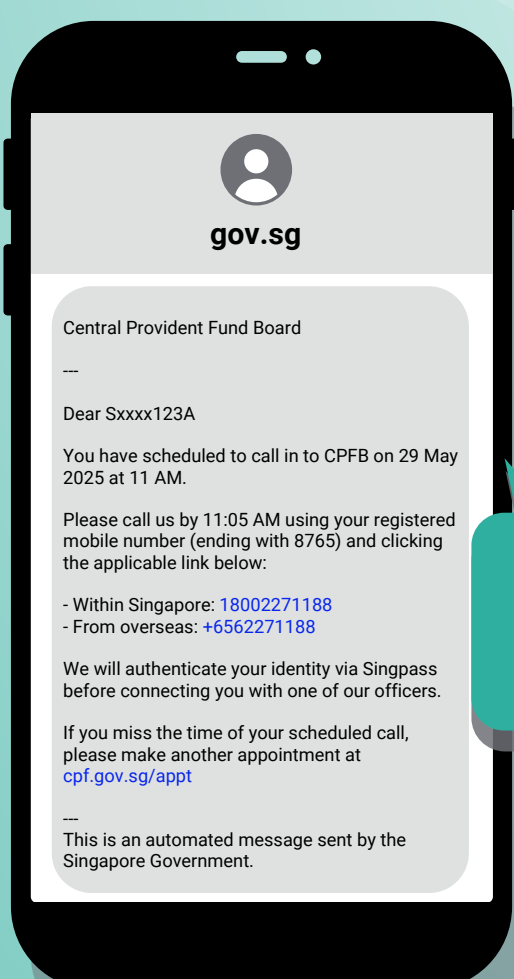 gov.sg
Central Provident Fund Board
---
Dear Sxxxx123A
You have scheduled to call in to CPFB on 29 May
2025 at 11 AM.
Please call us by 11:05 AM using your registered
mobile number (ending with 8765) and clicking
the applicable link below:
- Within Singapore: 18002271188
- From overseas: +6562271188
We will authenticate your identity via Singpass
before connecting you with one of our officers.
If you miss the time of your scheduled call,
please make another appointment at
cpf.gov.sg/appt
---
This is an automated message sent by the
Singapore Government.